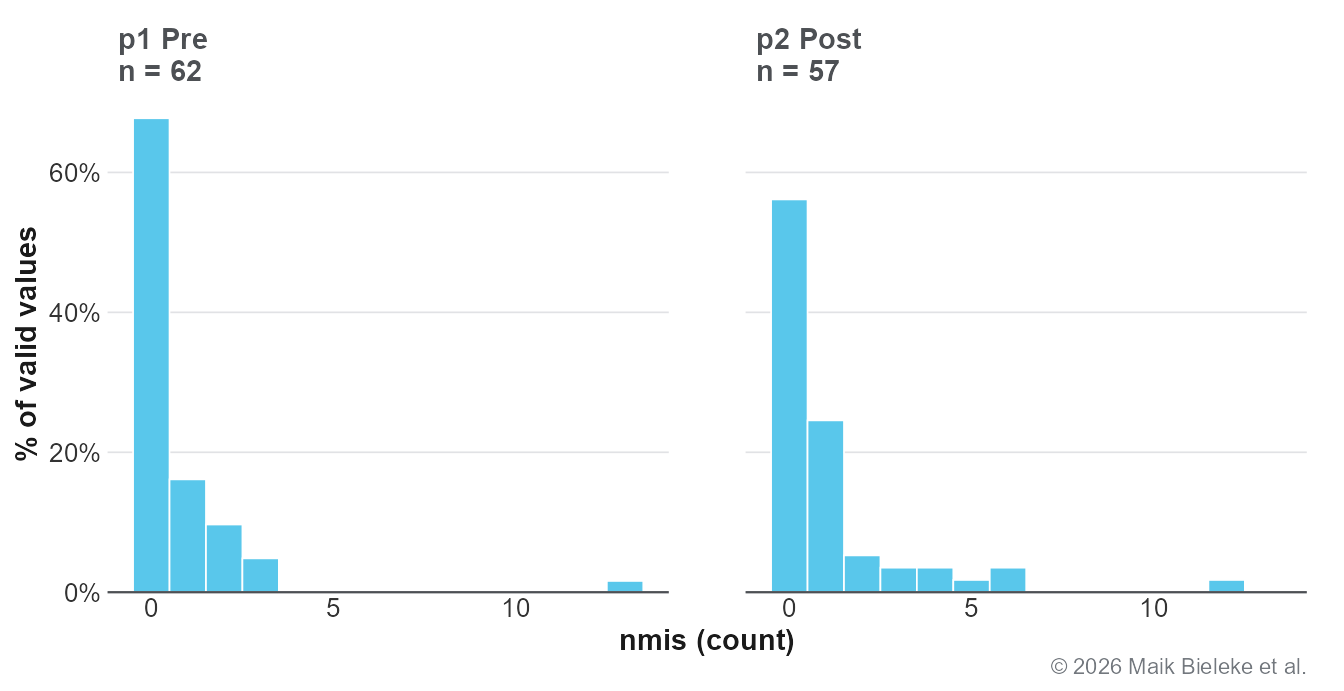 p1 Pre
n = 62
p2 Post
n = 57
% of valid values
60%
40%
20%
0%
0 5 10
0 5 10
nmis (count)
© 2026 Maik Bieleke et al.